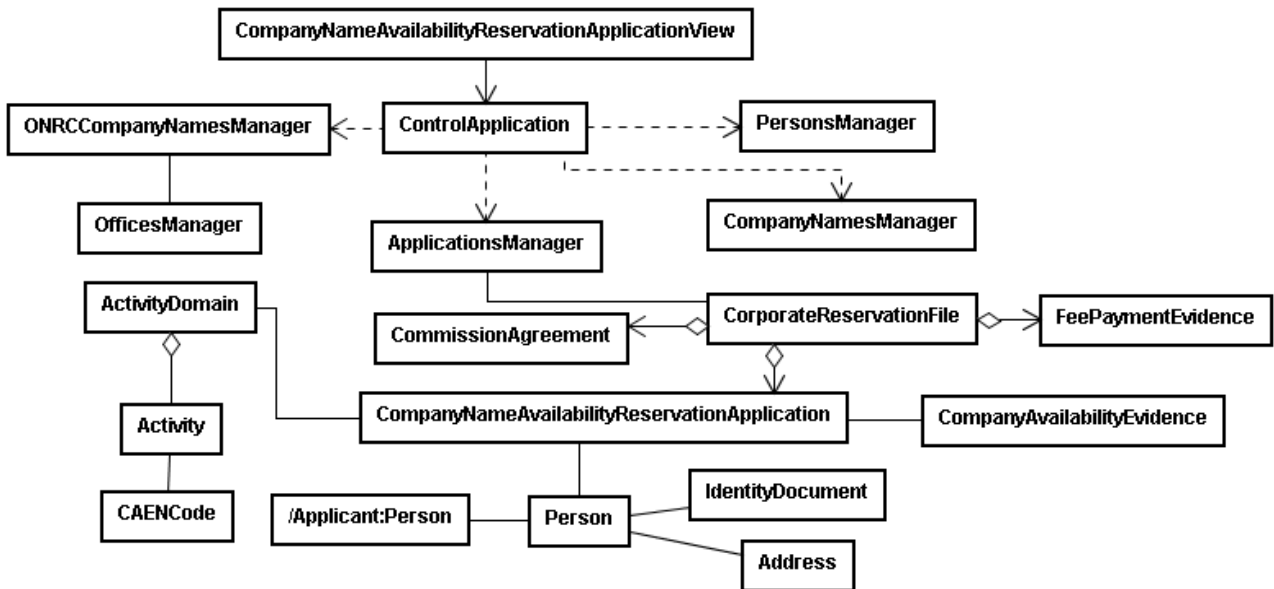 CompanyNameAvailabilityReservationApplicationView
ONRCCompanyNamesManager
ControlApplication
PersonsManager
OfficesManager
CompanyNamesManager
ApplicationsManager
ActivityDomain
CorporateReservationFile
FeePaymentEvidence
CommissionAgreement
CompanyNameAvailabilityReservationApplication
CompanyAvailabilityEvidence
Activity
IdentityDocument
CAENCode
/Applicant:Person
Person
Address